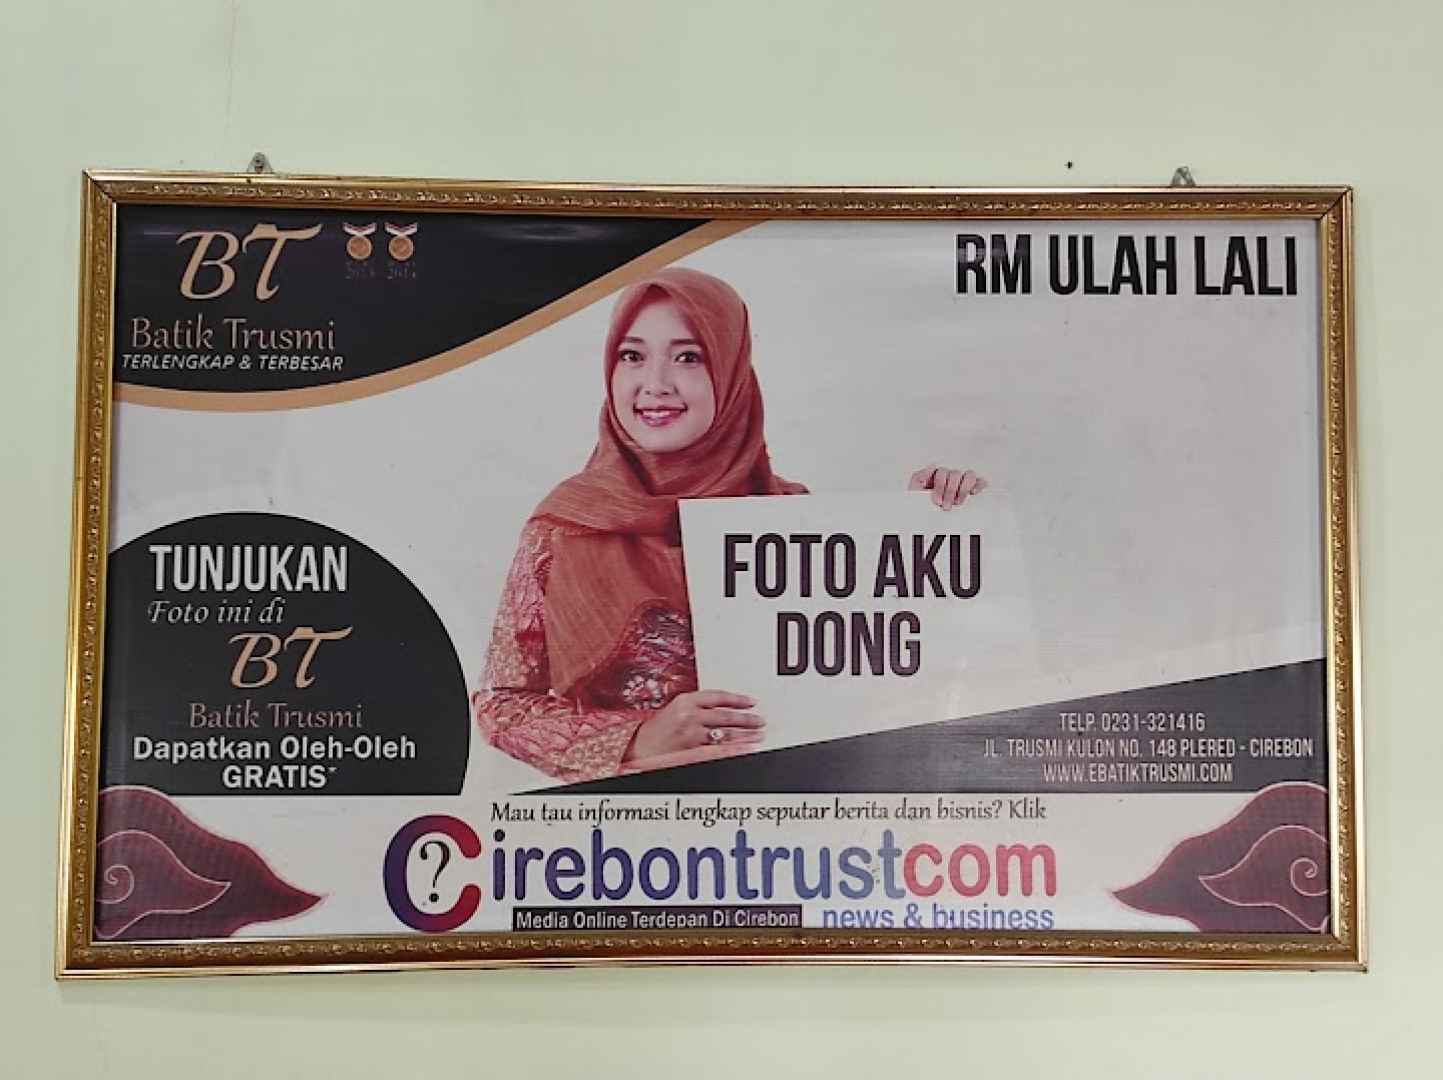 BT
Batik Trusmi
TERLENGKAP & TERBESAR
RM ULAH LALI
FOTO AKU
DONG
TUNJUKAN
Foto ini di
BT
Batik Trusmi
Dapatkan Oleh-Oleh
GRATIS*
TELP. 0231-321416
JL. TRUSMI KULON NO. 148 PLERED - CIREBON
WWW.EBATIKTRUSMI.COM
Mau tau informasi lengkap seputar berita dan bisnis? Klik
?
Cirebontrustcom
Media Online Terdepan Di Cirebon
news & business